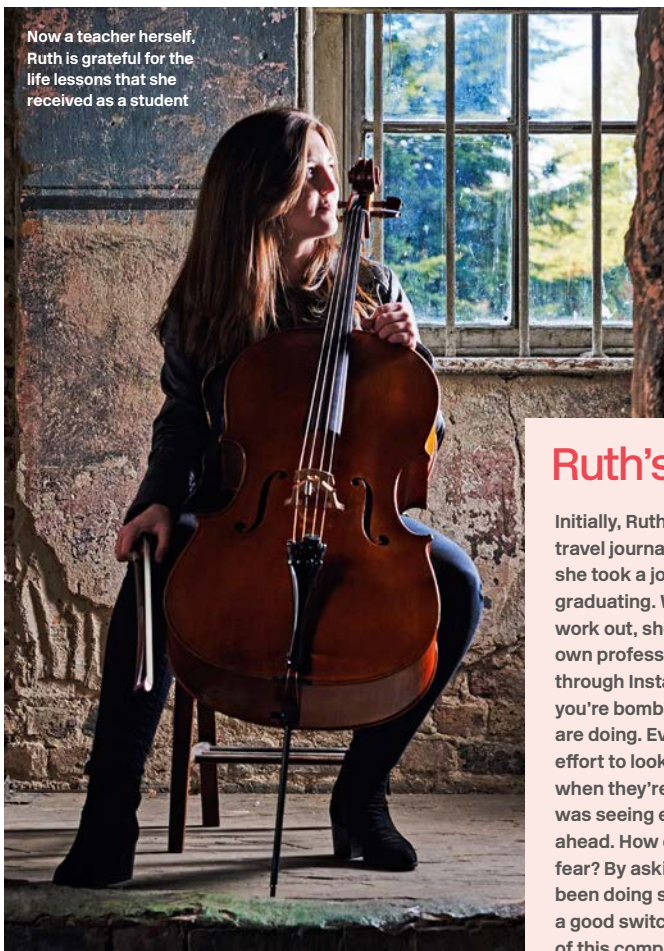 Now a teacher herself,
Ruth is grateful for the
life lessons that she
received as a student
Ruth's
Initially, Ruth
travel journa
she took a jo
graduating. W
work out, sh
own profess
through Insta
you're bomb
are doing. Ev
effort to look
when they're
was seeing e
ahead. How
fear? By aski
been doing s
a good switc
of this comp